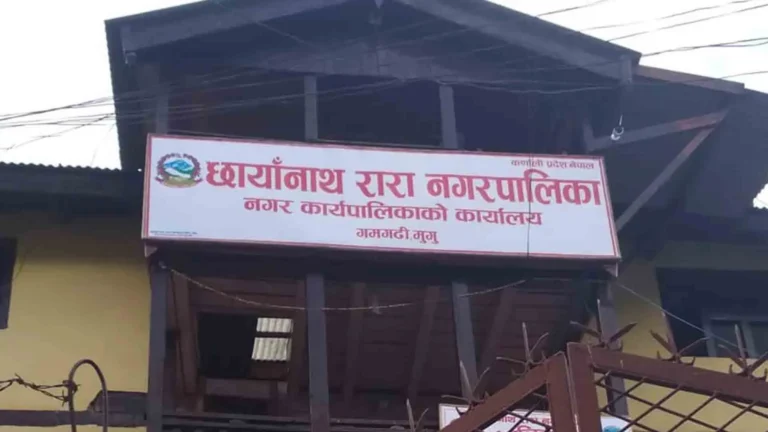 कर्णाली प्रदेश नेपाल
छायाँनाथ रारा नगरपालिका
नगर कार्यपालिकाको कार्यालय
गमगढी,मुगु
रारा